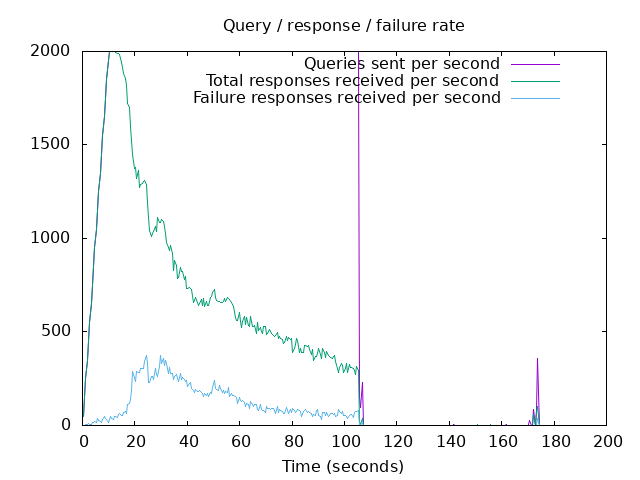 Query / response / failure rate
Queries sent per second
Total responses received per second
Failure responses received per second
2000
1500
1000
500
0
0 20 40 60 80 100 120 140 160 180 200
Time (seconds)